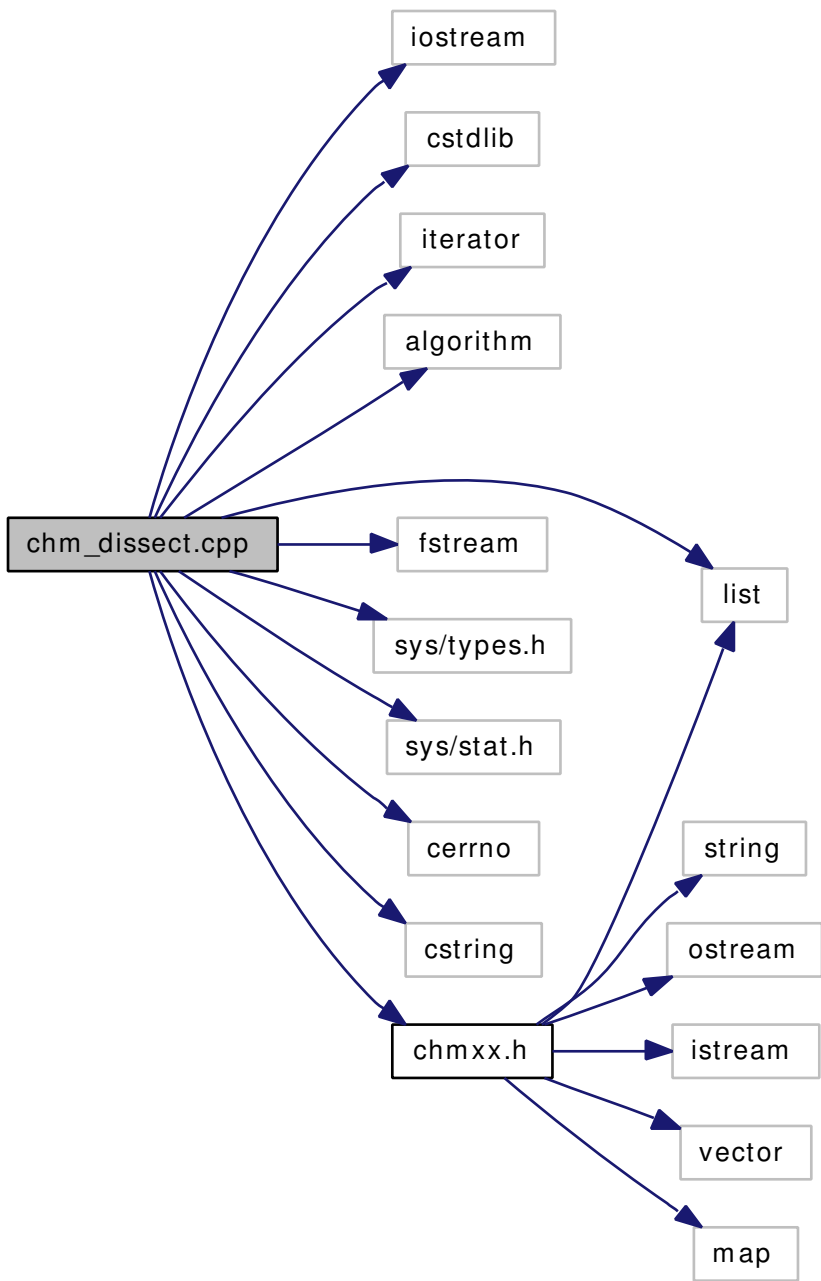 iostream
cstdlib
iterator
algorithm
chm_dissect.cpp
fstream
list
sys/types.h
sys/stat.h
cerrno
string
cstring
ostream
chmxx.h
istream
vector
map